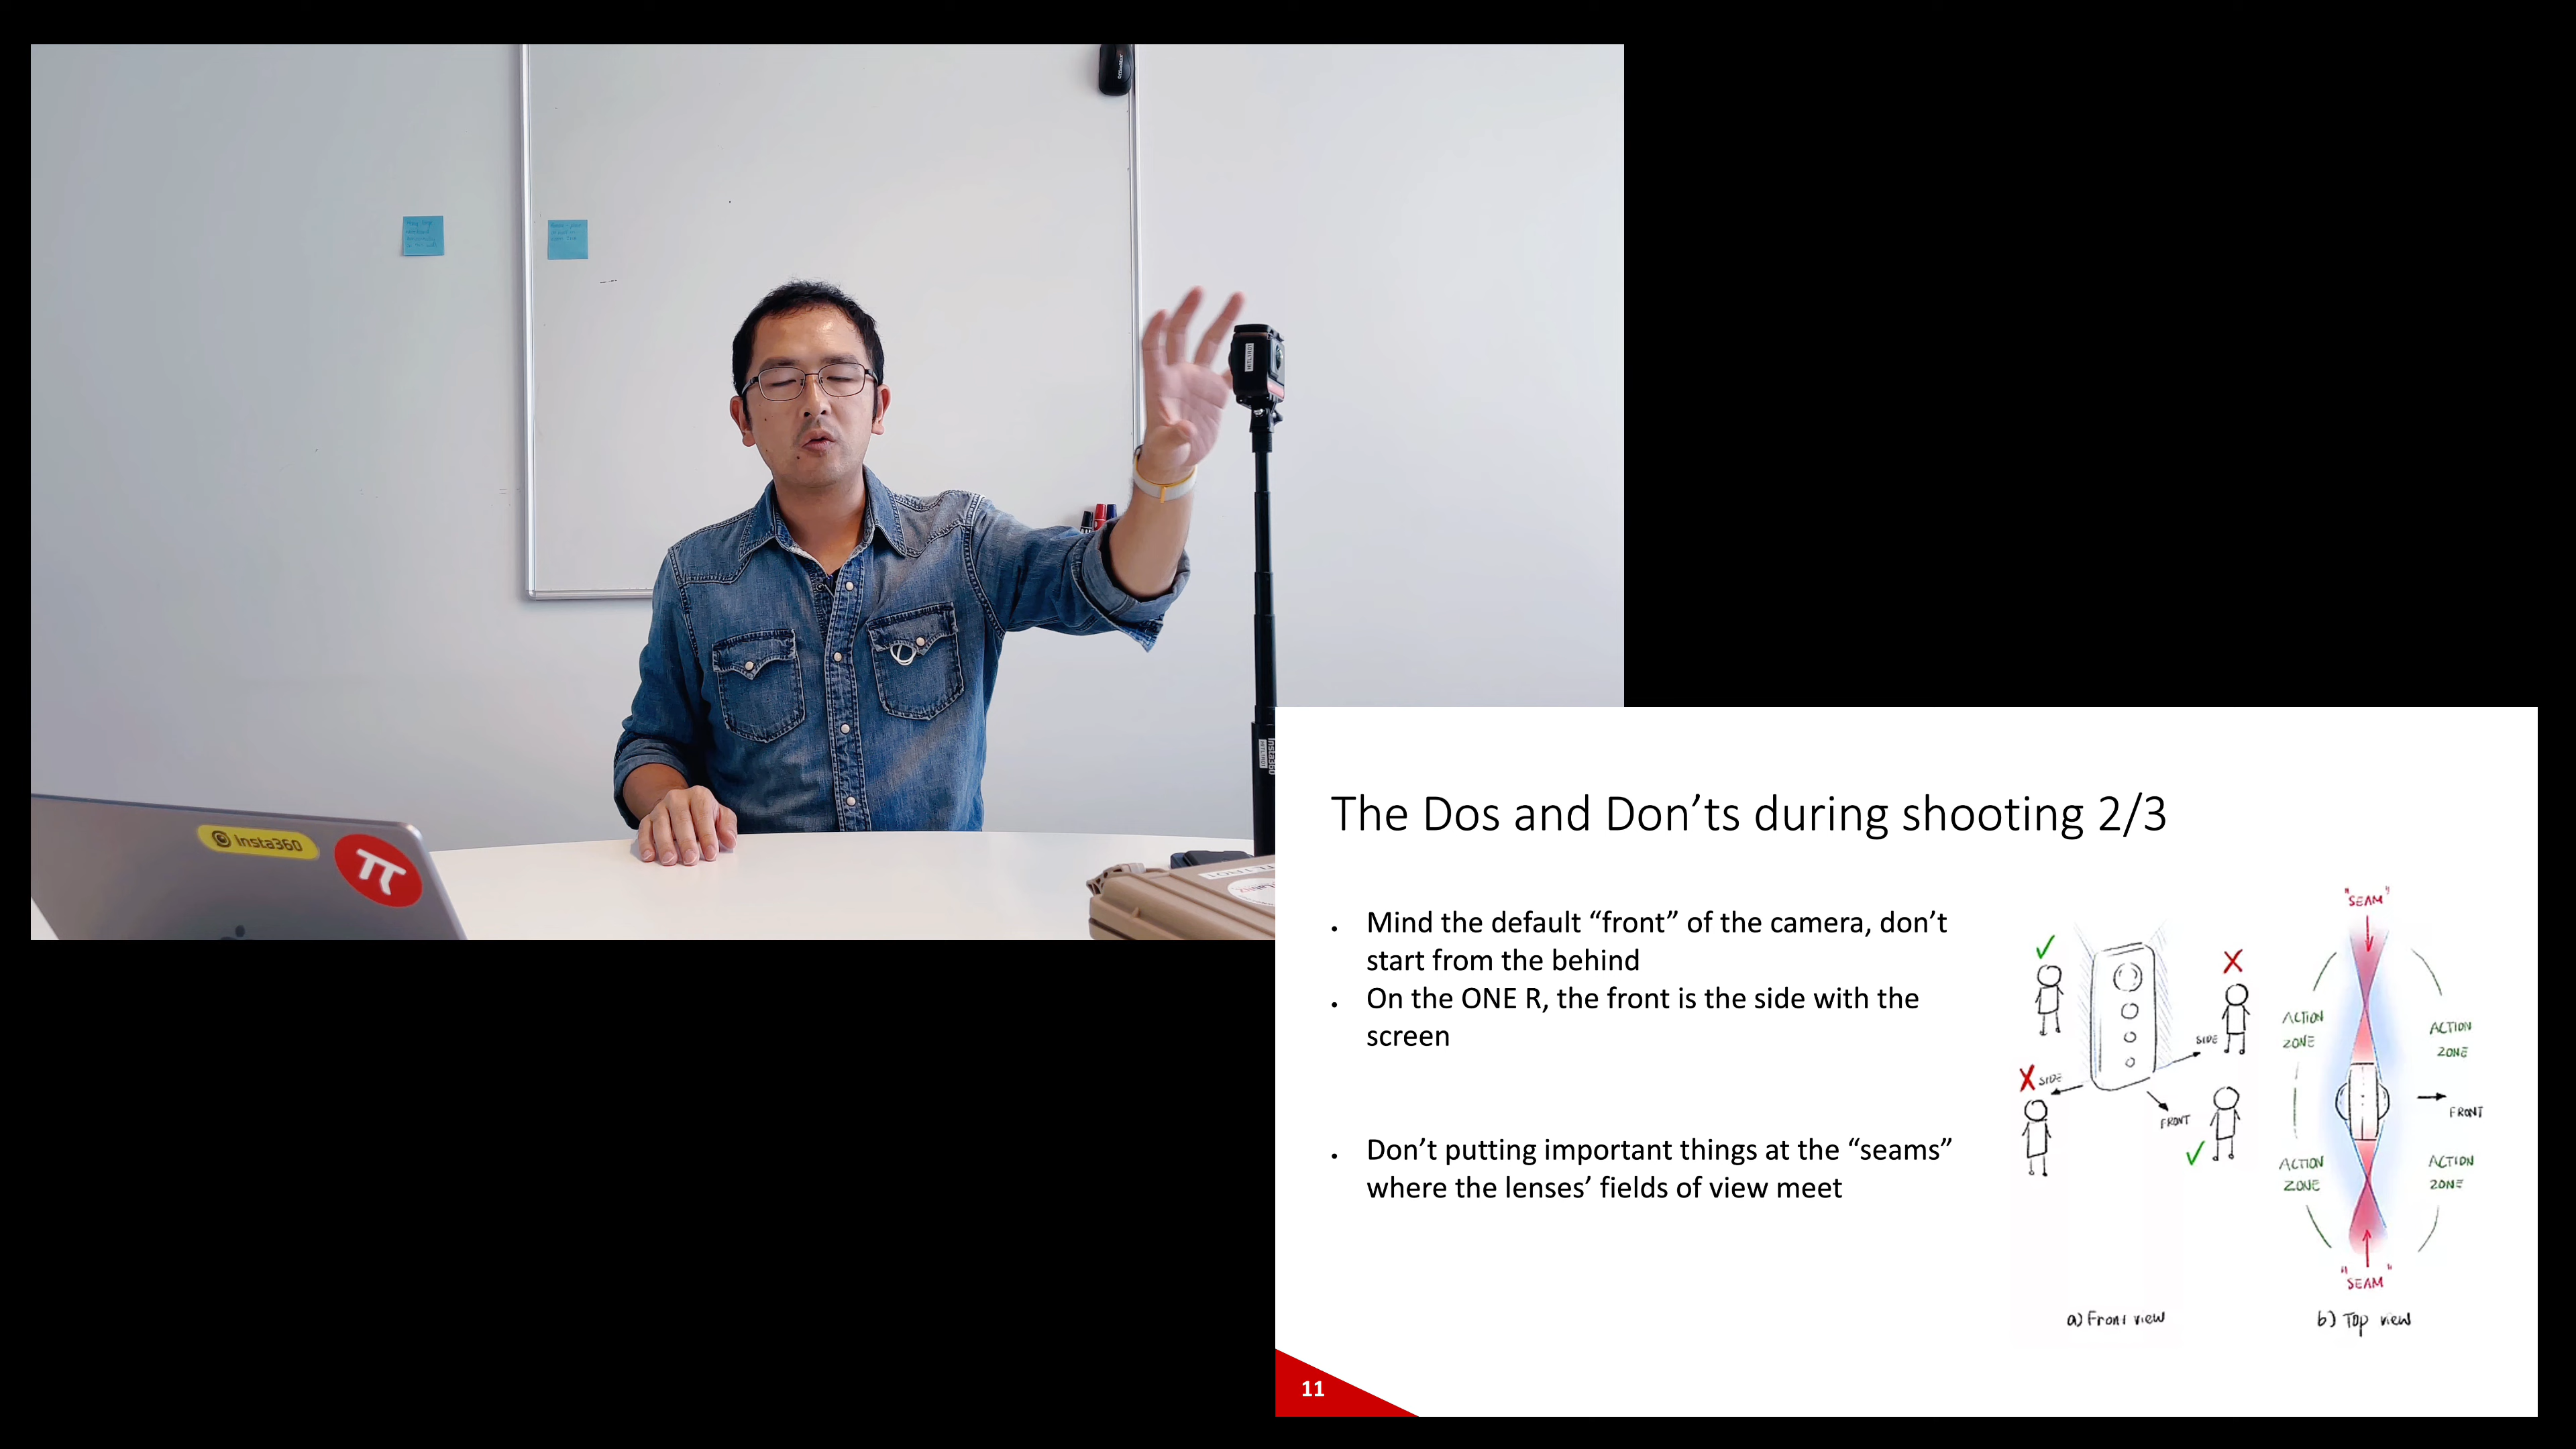 Insta360
π
Insta360
The Dos and Don’ts during shooting 2/3
• Mind the default “front” of the camera, don’t
start from the behind
• On the ONE R, the front is the side with the
screen
• Don’t putting important things at the “seams”
where the lenses’ fields of view meet
SIDE
X SIDE
FRONT
a) Front view
"SEAM"
ACTION
ZONE
ACTION
ZONE
FRONT
ACTION
ZONE
ACTION
ZONE
"SEAM"
b) Top view
11